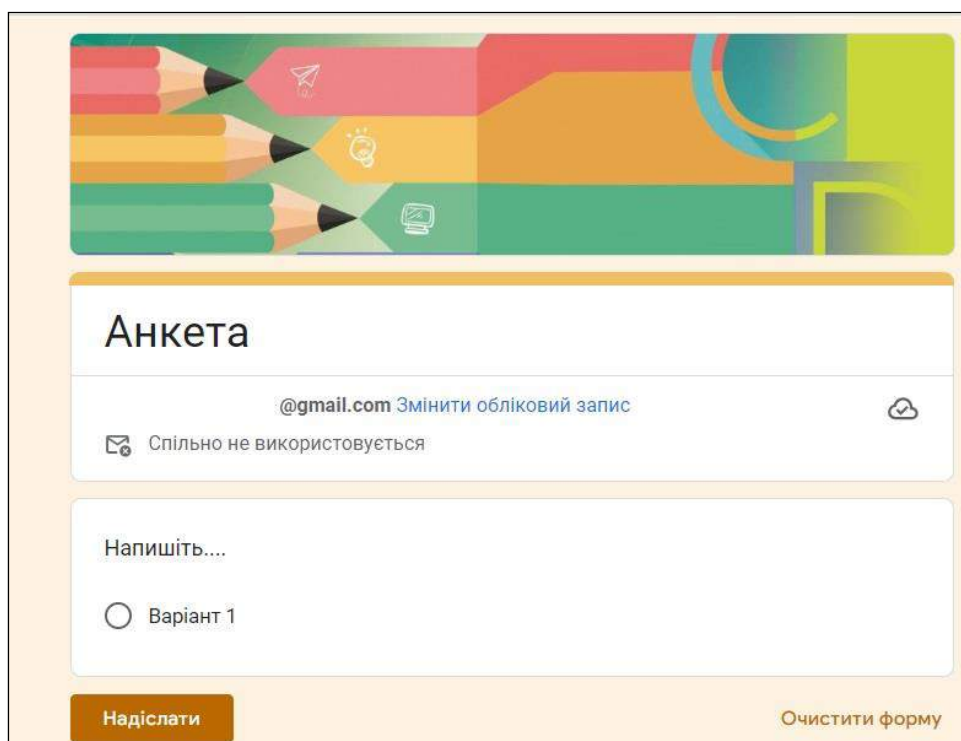 Анкета
@gmail.com Змінити обліковий запис
Спільно не використовується
Напишіть....
Варіант 1
Надіслати
Очистити форму